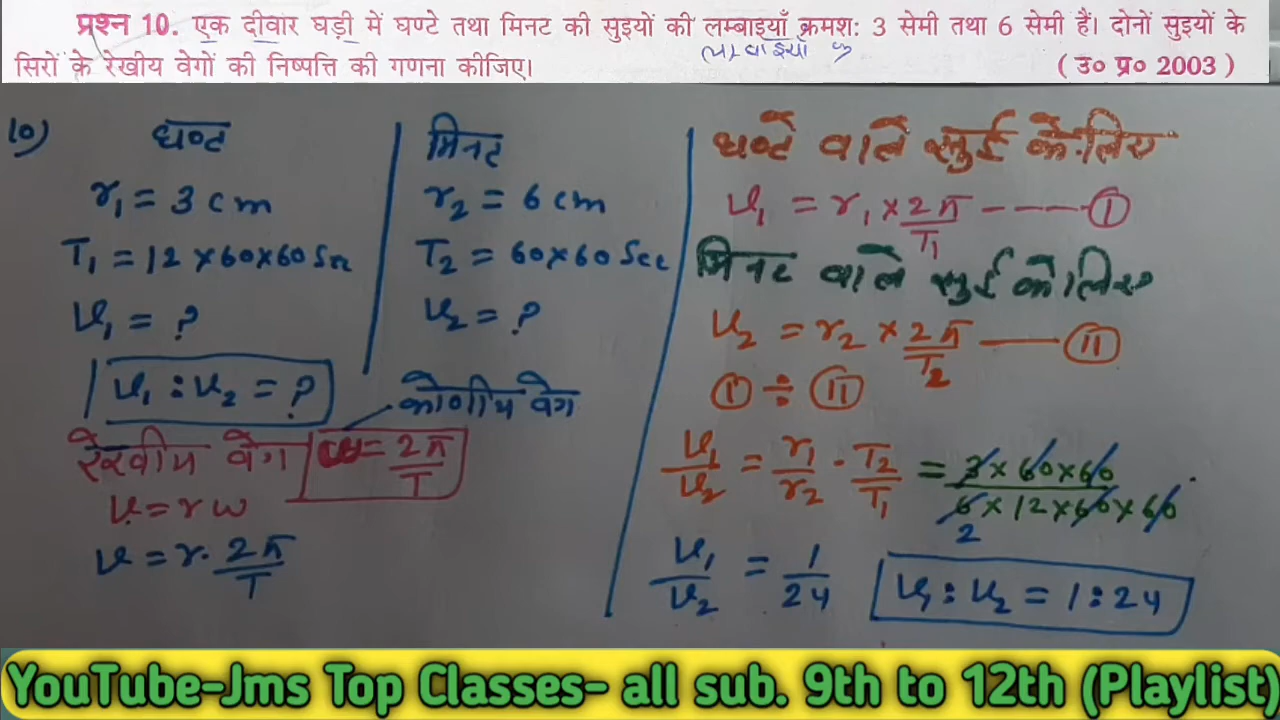 प्रश्न 10. एक दीवार घड़ी में घण्टे तथा मिनट की सुइयों की लम्बाइयाँ क्रमश: 3 सेमी तथा 6 सेमी हैं। दोनों सुइयों के
सिरों के रेखीय वेगों की निष्पत्ति की गणना कीजिए। ( उ० प्र० 2003 )
10) घण्ट
r₁ = 3 cm
T₁ = 12 × 60 × 60 Sec
v₁ = ?
v₁ : v₂ = ?
रेखीय वेग ω = 2π/T
v = r ω
v = r · 2π/T
मिनट
r₂ = 6 cm
T₂ = 60 × 60 Sec
v₂ = ?
कोणीय वेग
घण्टे वाले सुई के लिए
v₁ = r₁ × 2π/T₁ ---- Ⓘ
मिनट वाले सुई के लिए
v₂ = r₂ × 2π/T₂ —— II
I ÷ II
v₁/v₂ = r₁/r₂ · T₂/T₁ = 3 × 60 × 60 / 6 × 12 × 60 × 60
2
v₁/v₂ = 1/24
v₁ : v₂ = 1 : 24
YouTube-Jms Top Classes- all sub. 9th to 12th (Playlist)